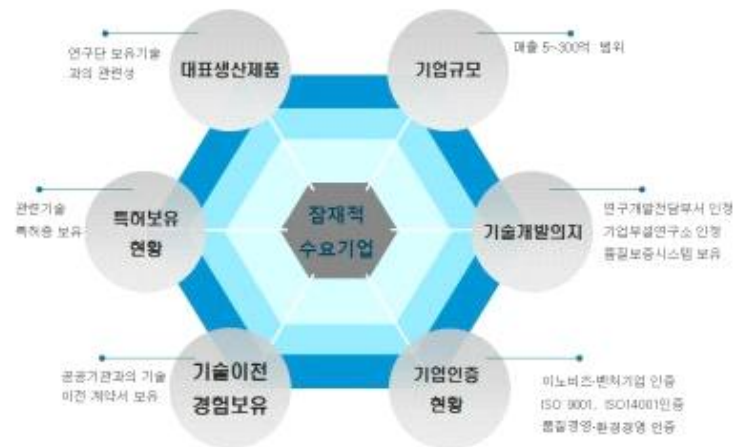 연구단 보유기술
과의 관련성
대표생산제품
기업규모
매출 5~300억 범위
관련기술
특허증 보유
특허보유
현황
잠재적
수요기업
기술개발의지
연구개발전담부서 인정
기업부설연구소 인정
품질보증시스템 보유
공공기관과의 기술
이전 계약서 보유
기술이전
경험보유
기업인증
현황
이노비즈·벤처기업 인증
ISO 9001, ISO14001인증
품질경영·환경경영 인증